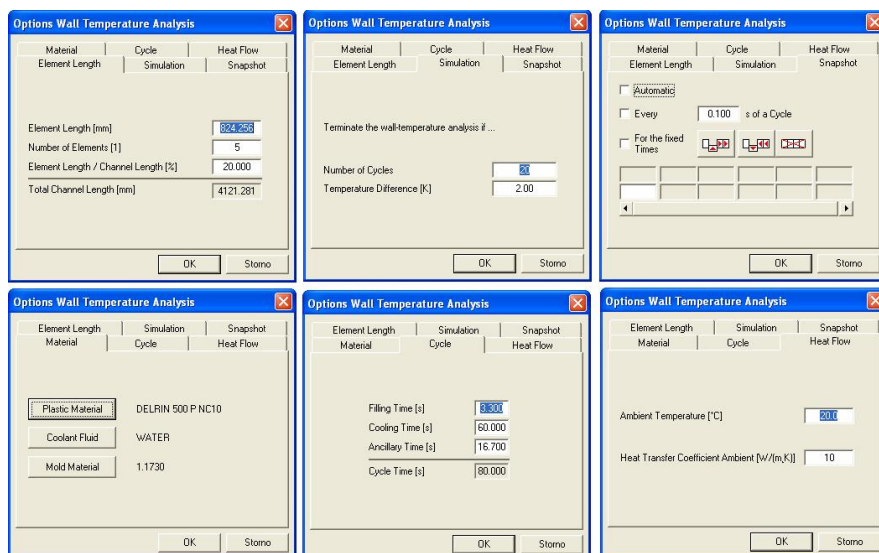 Options Wall Temperature Analysis
Material Cycle Heat Flow
Element Length Simulation Snapshot
Element Length [mm] 824.256
Number of Elements [1] 5
Element Length / Channel Length [%] 20.000
Total Channel Length [mm] 4121.281
OK Storno
Options Wall Temperature Analysis
Material Cycle Heat Flow
Element Length Simulation Snapshot
Terminate the wall-temperature analysis if ...
Number of Cycles 20
Temperature Difference [K] 2.00
OK Storno
Options Wall Temperature Analysis
Material Cycle Heat Flow
Element Length Simulation Snapshot
Automatic
Every 0.100 s of a Cycle
For the fixed
Times
OK Storno
Options Wall Temperature Analysis
Element Length Simulation Snapshot
Material Cycle Heat Flow
Plastic Material DELRIN 500 P NC10
Coolant Fluid WATER
Mold Material 1.1730
OK Storno
Options Wall Temperature Analysis
Element Length Simulation Snapshot
Material Cycle Heat Flow
Filling Time [s] 3.300
Cooling Time [s] 60.000
Ancillary Time [s] 16.700
Cycle Time [s] 80.000
OK Storno
Options Wall Temperature Analysis
Element Length Simulation Snapshot
Material Cycle Heat Flow
Ambient Temperature [°C] 20.0
Heat Transfer Coefficient Ambient [W/(m,K)] 10
OK Storno